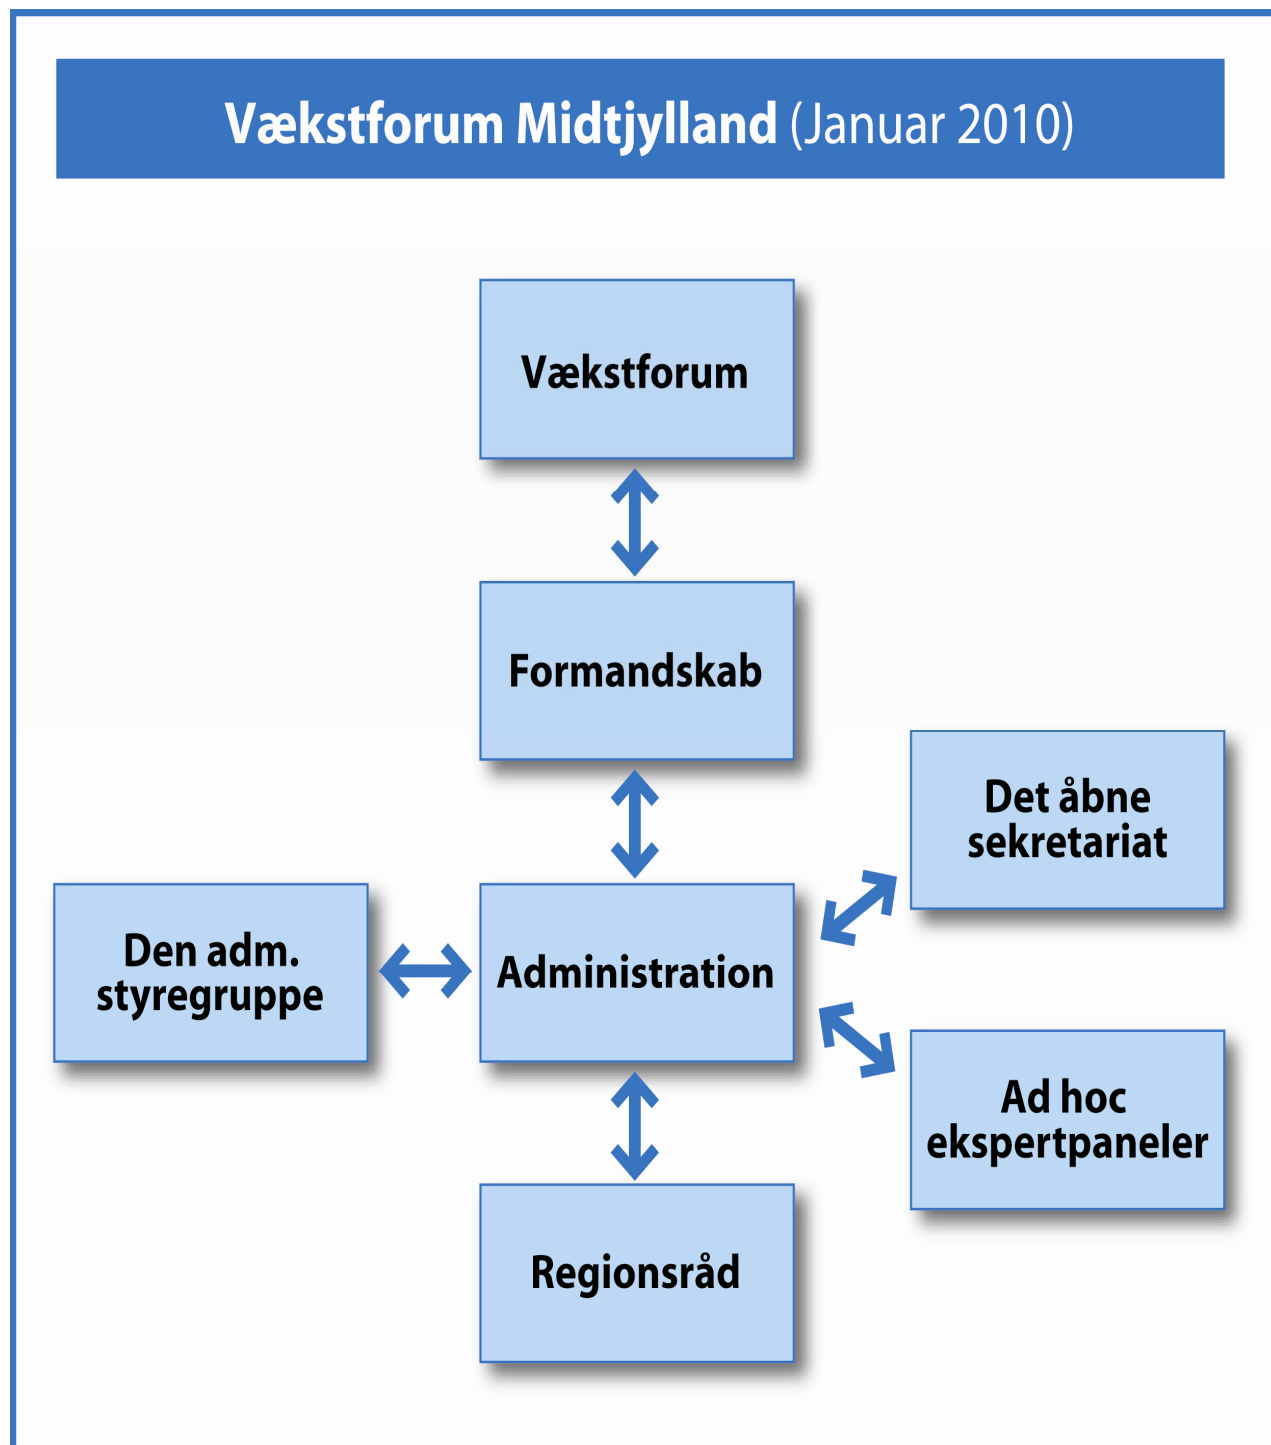 Vækstforum Midtjylland (Januar 2010)
Vækstforum
Formandskab
Det åbne
sekretariat
Den adm.
styregruppe
Administration
Ad hoc
ekspertpaneler
Regionsråd